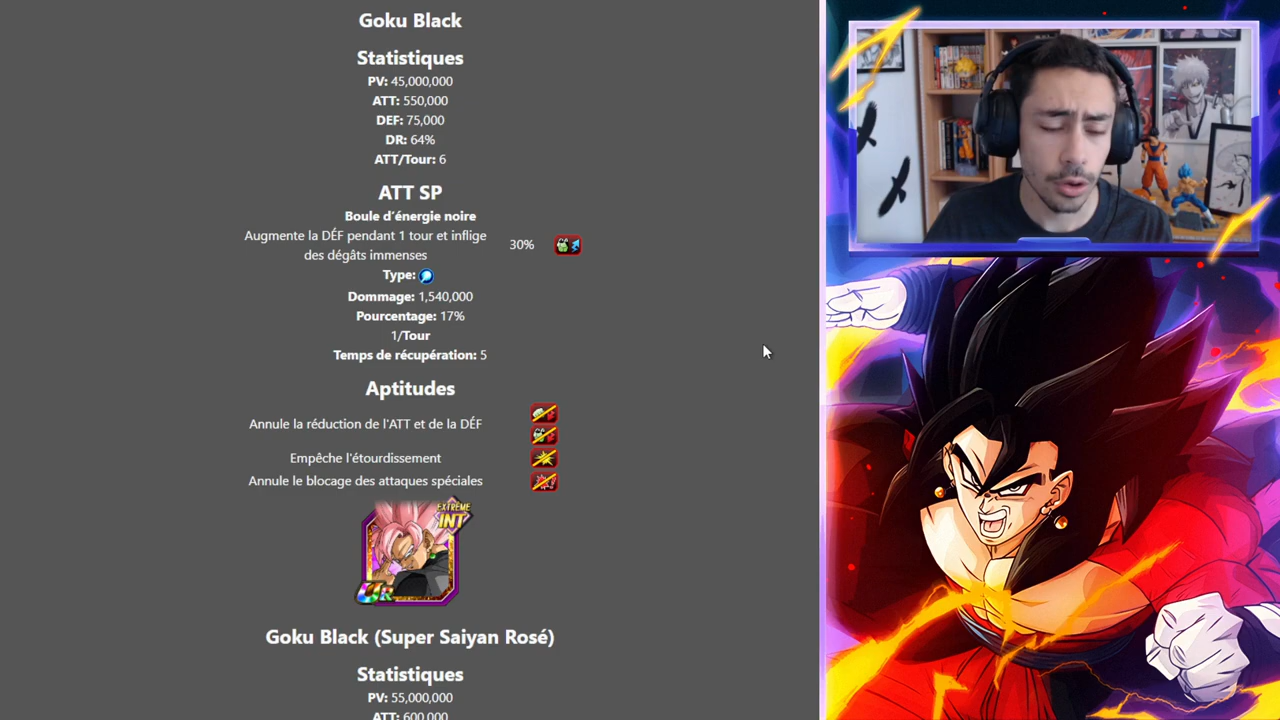 Goku Black
Statistiques
PV: 45,000,000
ATT: 550,000
DEF: 75,000
DR: 64%
ATT/Tour: 6
ATT SP
Boule d'énergie noire
Augmente la DÉF pendant 1 tour et inflige
des dégâts immenses
30%
Type:
Dommage: 1,540,000
Pourcentage: 17%
1/Tour
Temps de récupération: 5
Aptitudes
Annule la réduction de l'ATT et de la DÉF
Empêche l'étourdissement
Annule le blocage des attaques spéciales
EXTREME
INT
UR
Goku Black (Super Saiyan Rosé)
Statistiques
PV: 55,000,000
ATT: 600,000